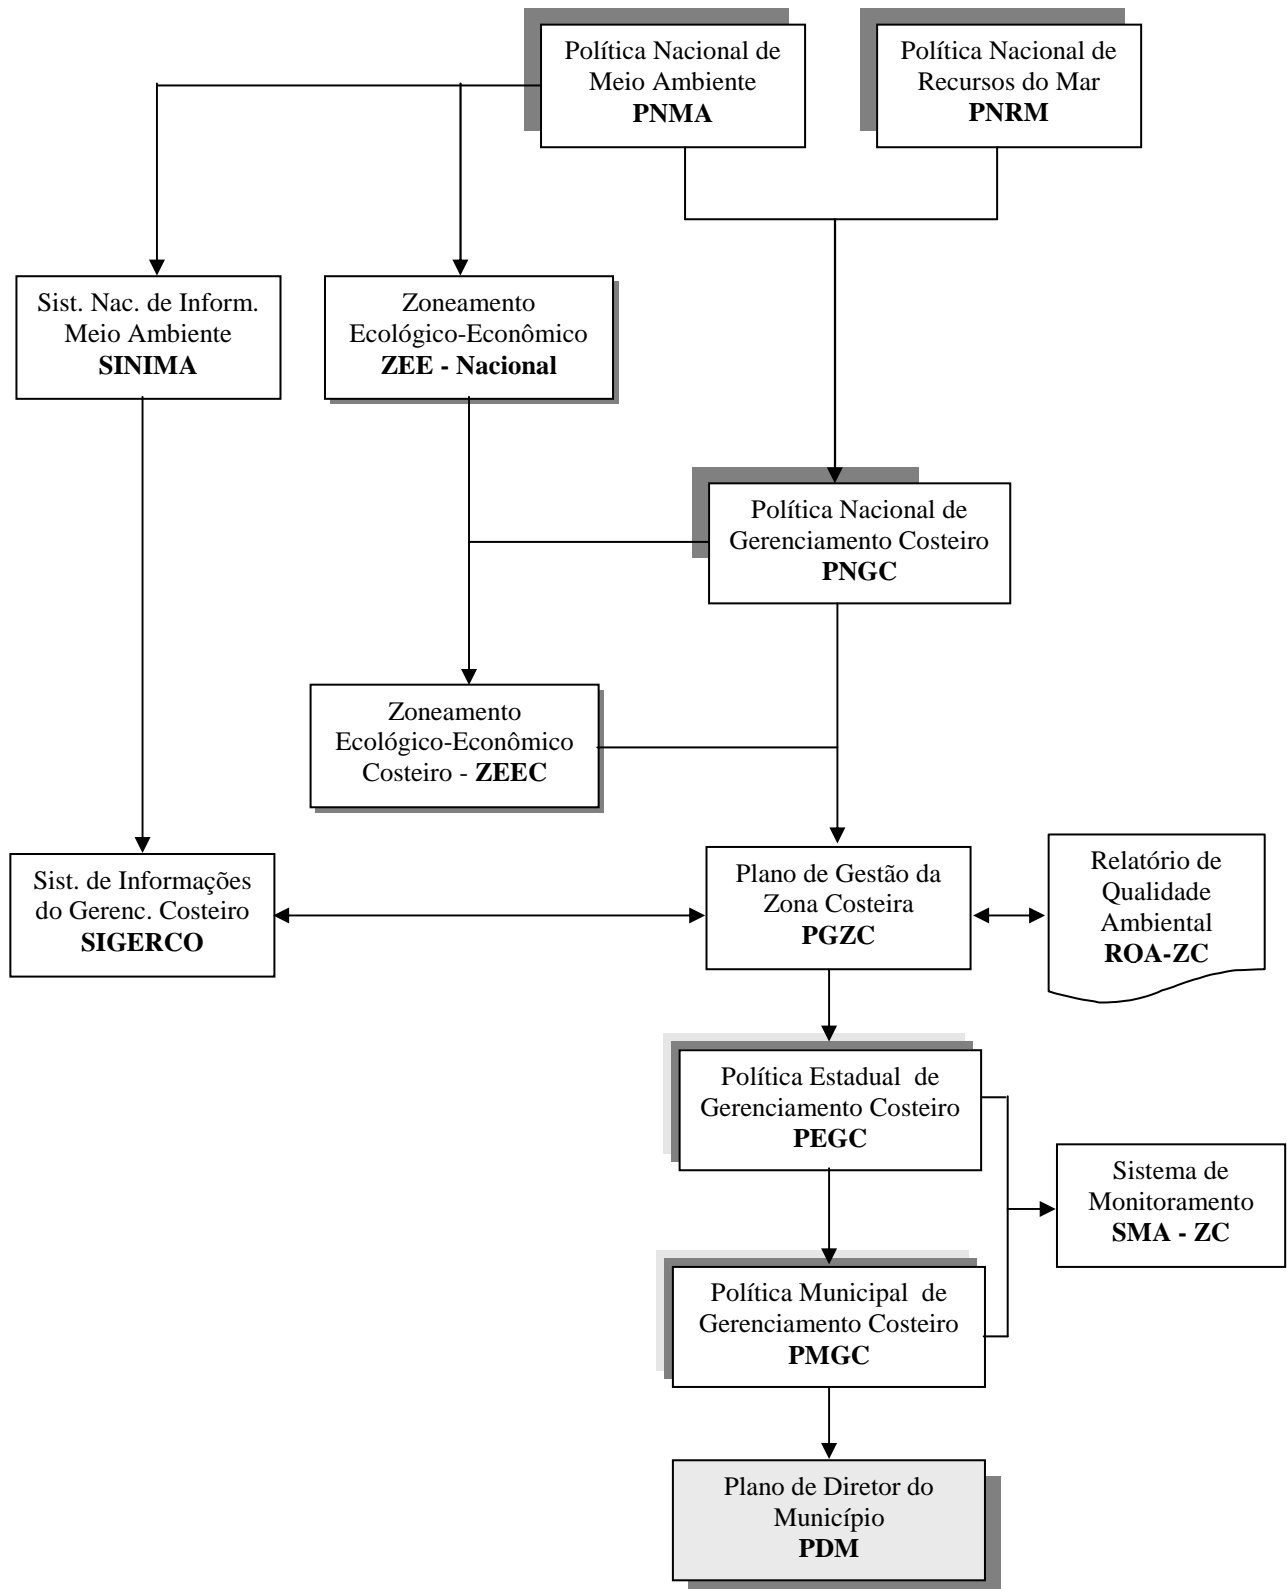 Política Nacional de
Meio Ambiente
PNMA
Política Nacional de
Recursos do Mar
PNRM
Sist. Nac. de Inform.
Meio Ambiente
SINIMA
Zoneamento
Ecológico-Econômico
ZEE - Nacional
Política Nacional de
Gerenciamento Costeiro
PNGC
Zoneamento
Ecológico-Econômico
Costeiro - ZEEC
Sist. de Informações
do Gerenc. Costeiro
SIGERCO
Plano de Gestão da
Zona Costeira
PGZC
Relatório de
Qualidade
Ambiental
ROA-ZC
Política Estadual  de
Gerenciamento Costeiro
PEGC
Sistema de
Monitoramento
SMA - ZC
Política Municipal  de
Gerenciamento Costeiro
PMGC
Plano de Diretor do
Município
PDM